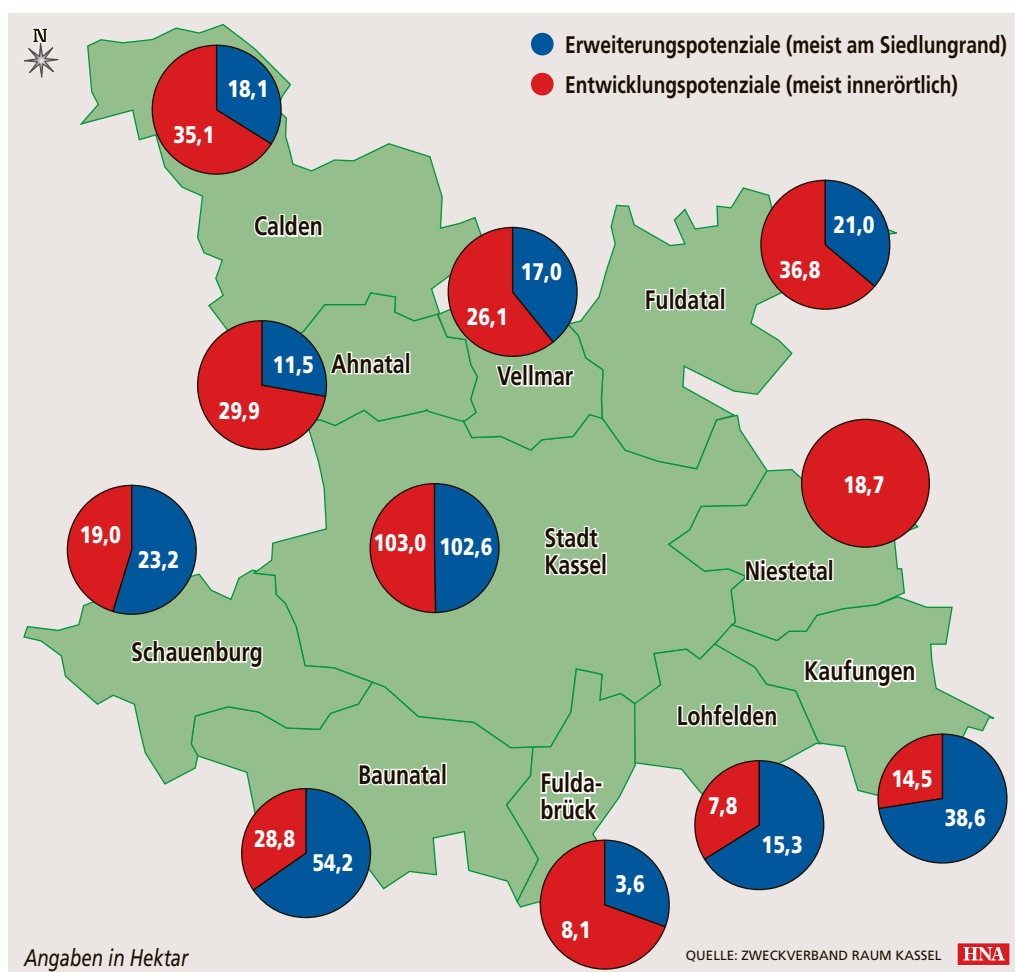 N
Erweiterungspotenziale (meist am Siedlungrand)
Entwicklungspotenziale (meist innerörtlich)
18,1
35,1
Calden
17,0
26,1
Vellmar
21,0
36,8
Fuldatal
11,5
29,9
Ahnatal
18,7
Niestetal
19,0
23,2
Schauenburg
103,0
102,6
Stadt
Kassel
Kaufungen
14,5
38,6
Lohfelden
7,8
15,3
Baunatal
28,8
54,2
Fulda-
brück
3,6
8,1
Angaben in Hektar
QUELLE: ZWECKVERBAND RAUM KASSEL
HNA